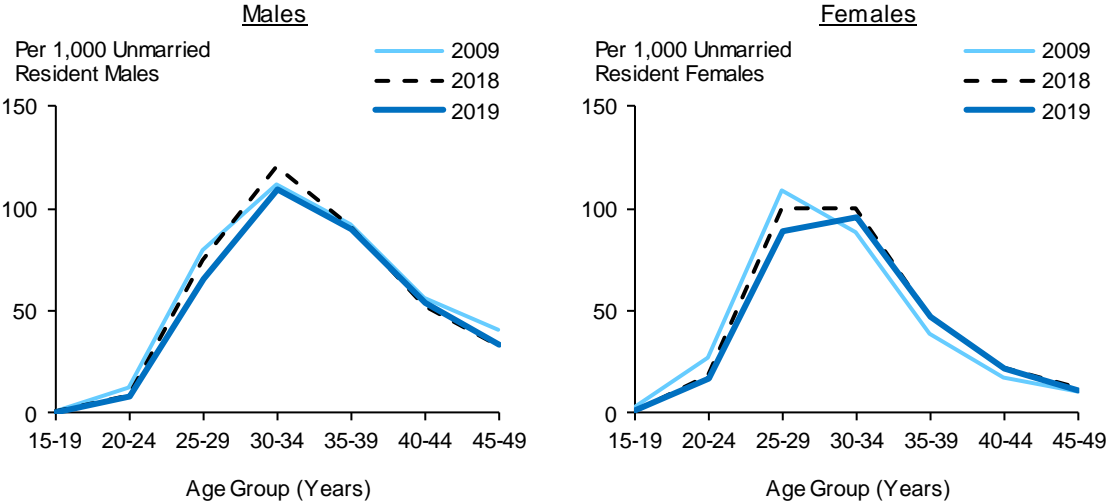 Males
Per 1,000 Unmarried
Resident Males
2009
2018
2019
150
100
50
0
15-19 20-24 25-29 30-34 35-39 40-44 45-49
Age Group (Years)
Females
Per 1,000 Unmarried
Resident Females
2009
2018
2019
150
100
50
0
15-19 20-24 25-29 30-34 35-39 40-44 45-49
Age Group (Years)